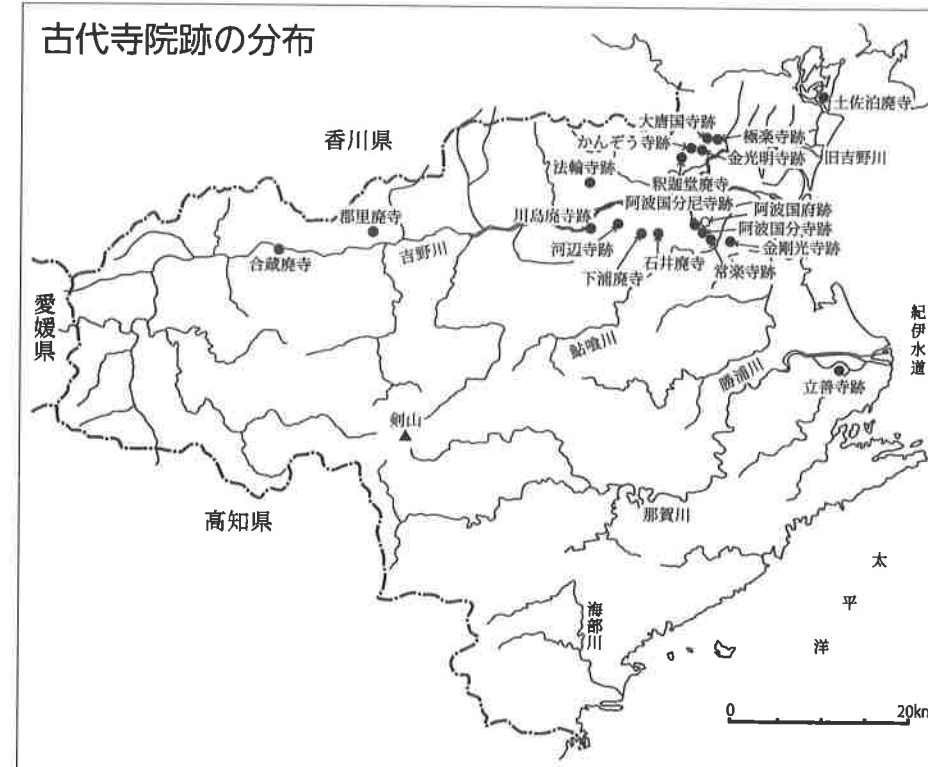 古代寺院跡の分布
香川県
土佐泊廃寺
大唐国寺跡
極楽寺跡
かんぞう寺跡
金光明寺跡
旧吉野川
法輪寺跡
釈迦堂廃寺
阿波国分尼寺跡
阿波国府跡
郡里廃寺
川島廃寺跡
阿波国分寺跡
吉野川
河辺寺跡
石井廃寺
金剛光寺跡
合蔵廃寺
下浦廃寺
常楽寺跡
愛媛県
紀伊水道
鮎喰川
勝浦川
立善寺跡
剣山
高知県
那賀川
太平洋
海部川
0 20km